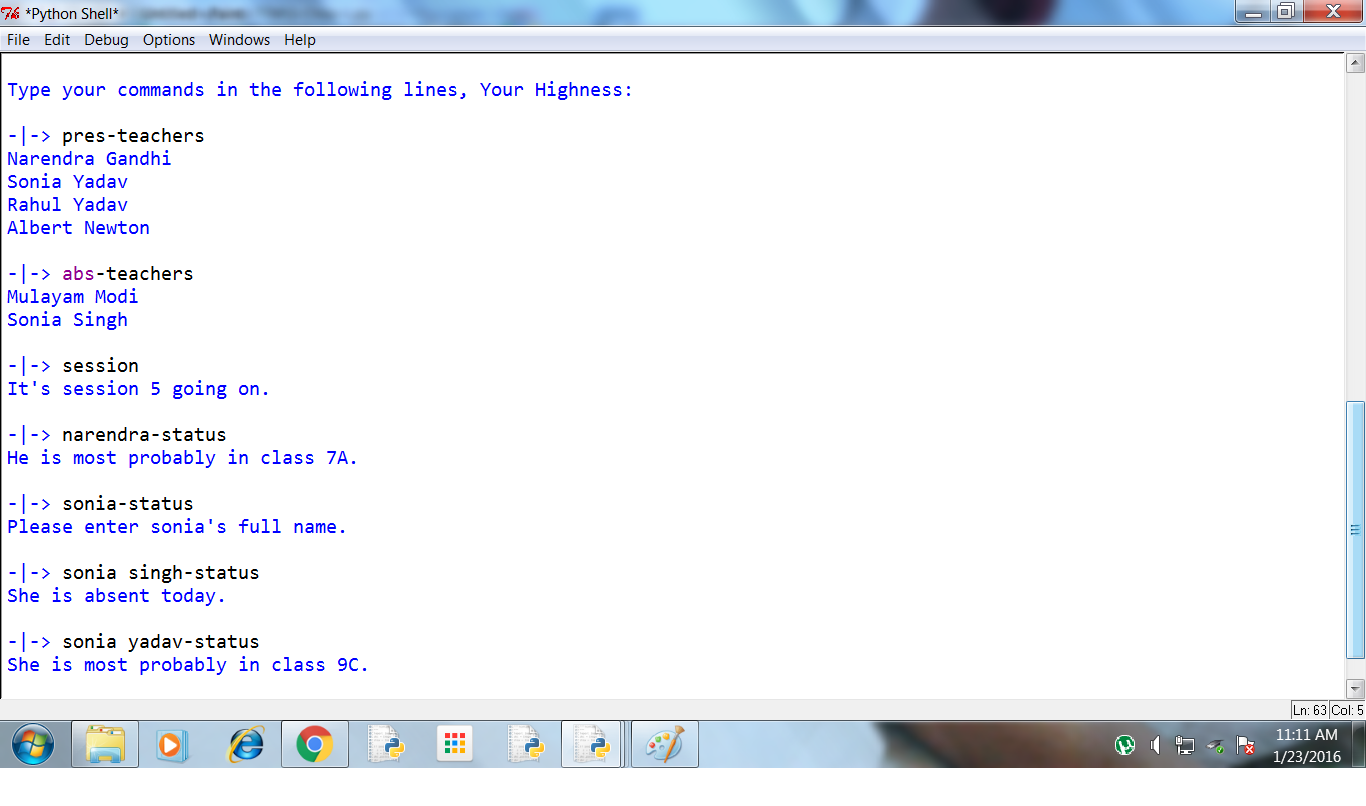 *Python Shell*
File Edit Debug Options Windows Help
Type your commands in the following lines, Your Highness:
-|-> pres-teachers
Narendra Gandhi
Sonia Yadav
Rahul Yadav
Albert Newton
-|-> abs-teachers
Mulayam Modi
Sonia Singh
-|-> session
It's session 5 going on.
-|-> narendra-status
He is most probably in class 7A.
-|-> sonia-status
Please enter sonia's full name.
-|-> sonia singh-status
She is absent today.
-|-> sonia yadav-status
She is most probably in class 9C.
Ln: 63 Col: 5
11:11 AM
1/23/2016